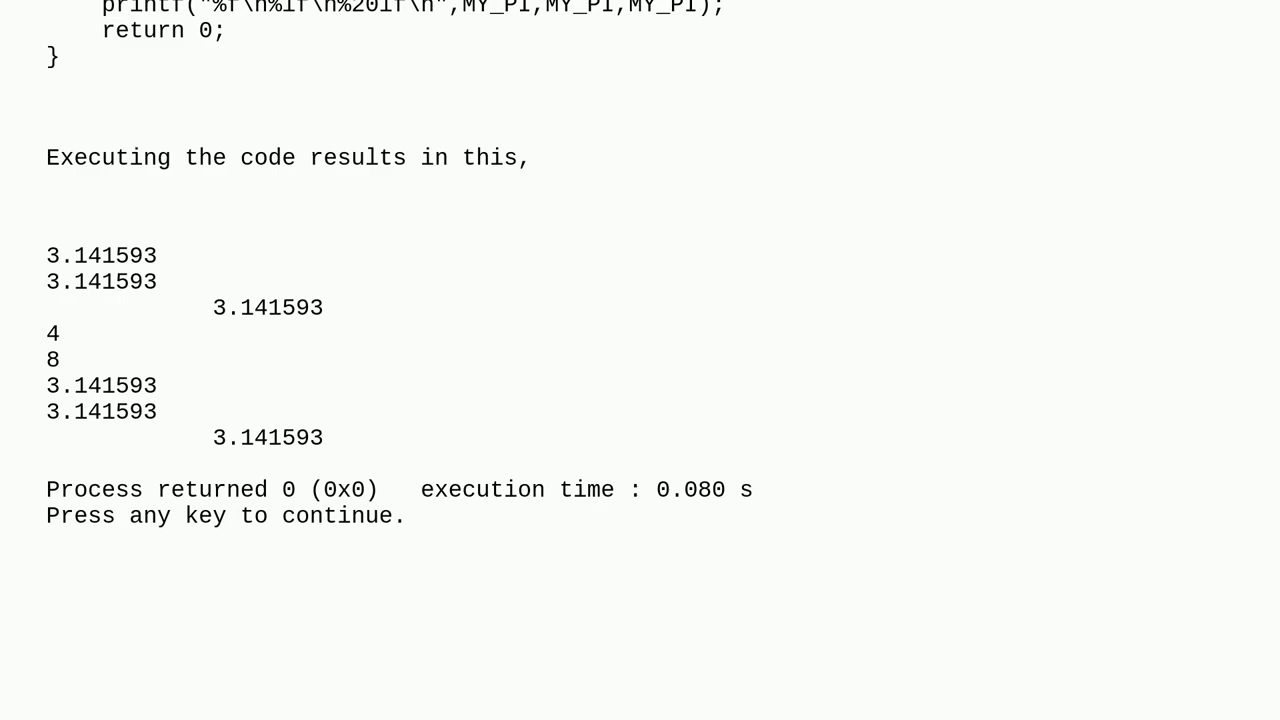 printf("%f\n%lf\n%20lf\n",MY_PI,MY_PI,MY_PI);
return 0;
}
Executing the code results in this,
3.141593
3.141593
3.141593
4
8
3.141593
3.141593
3.141593
Process returned 0 (0x0)   execution time : 0.080 s
Press any key to continue.